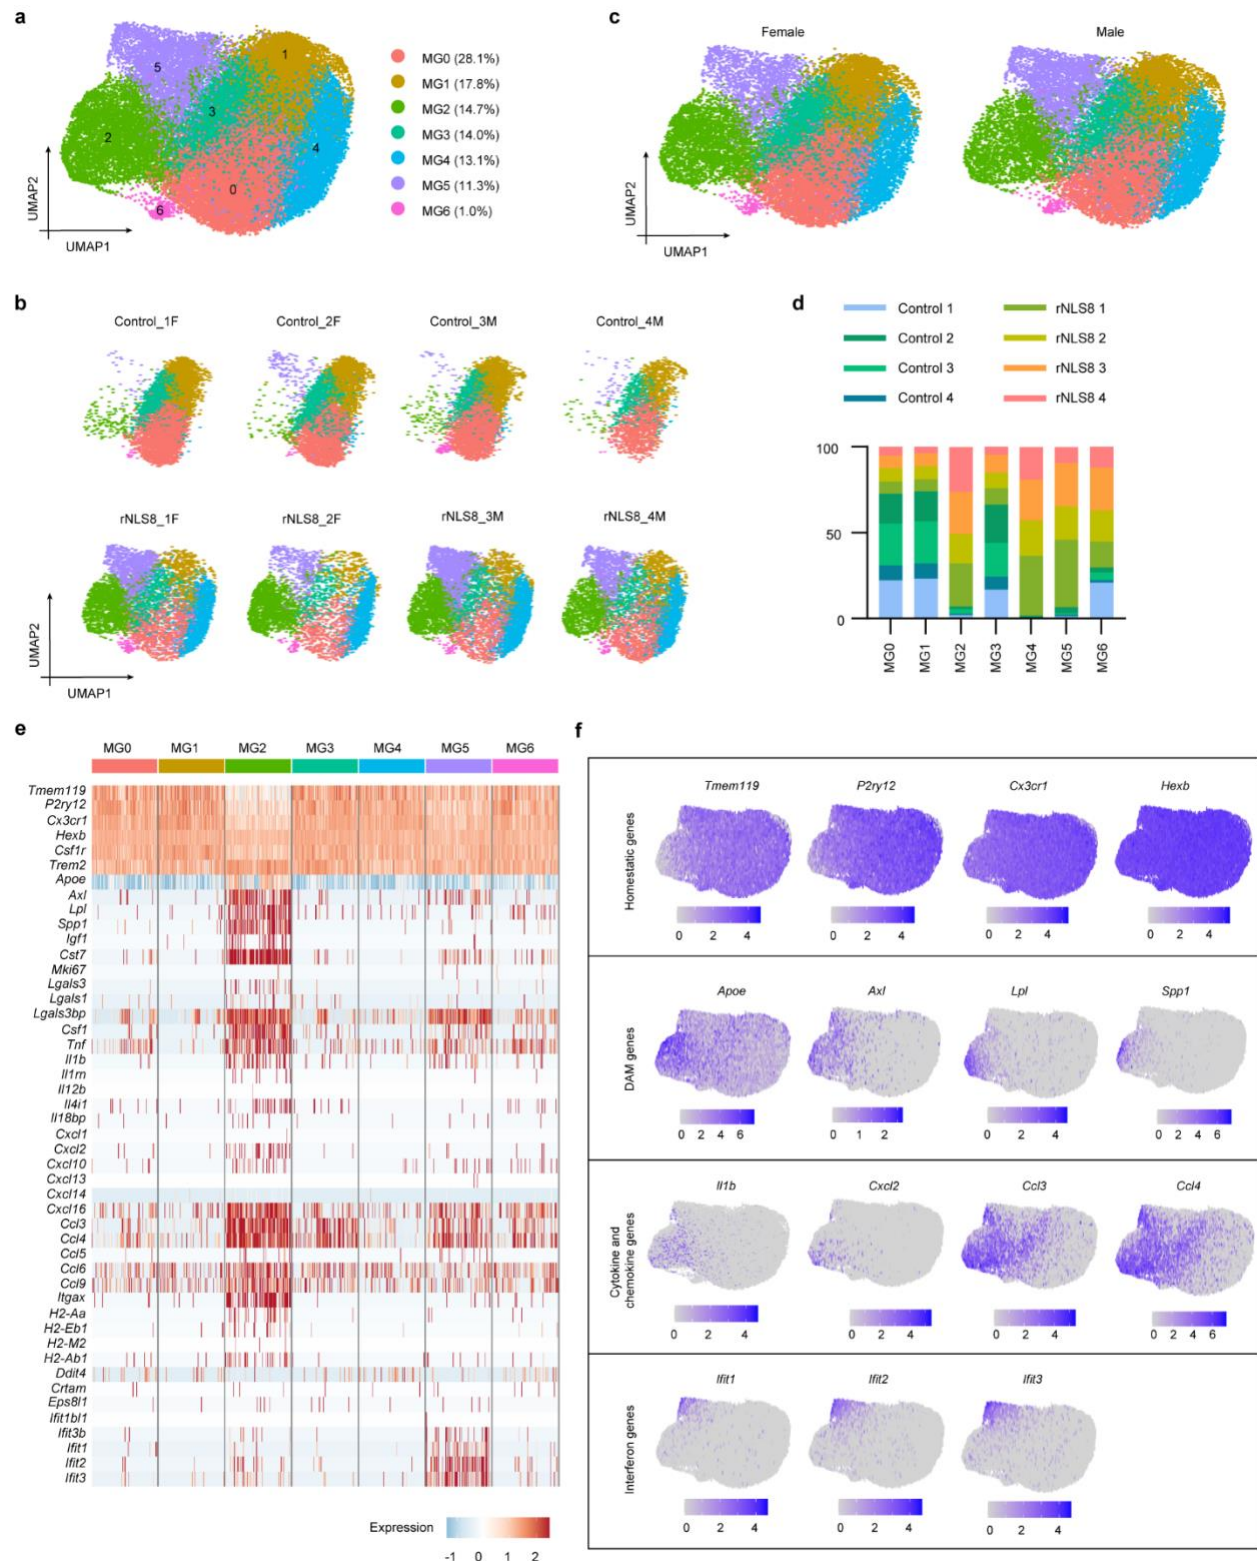 a
1
5
3
2
4
0
6
UMAP2
UMAP1
MG0 (28.1%)
MG1 (17.8%)
MG2 (14.7%)
MG3 (14.0%)
MG4 (13.1%)
MG5 (11.3%)
MG6 (1.0%)
c
Female
Male
UMAP2
UMAP1
b
Control_1F
Control_2F
Control_3M
Control_4M
rNLS8_1F
rNLS8_2F
rNLS8_3M
rNLS8_4M
UMAP2
UMAP1
d
Control 1
Control 2
Control 3
Control 4
rNLS8 1
rNLS8 2
rNLS8 3
rNLS8 4
100
50
0
MG0
MG1
MG2
MG3
MG4
MG5
MG6
e
MG0 MG1 MG2 MG3 MG4 MG5 MG6
Tmem119
P2ry12
Cx3cr1
Hexb
Csf1r
Trem2
Apoe
Axl
Lpl
Spp1
Igf1
Cst7
Mki67
Lgals3
Lgals1
Lgals3bp
Csf1
Tnf
Il1b
Il1rn
Il12b
Il4i1
Il18bp
Cxcl1
Cxcl2
Cxcl10
Cxcl13
Cxcl14
Cxcl16
Ccl3
Ccl4
Ccl5
Ccl6
Ccl9
Itgax
H2-Aa
H2-Eb1
H2-M2
H2-Ab1
Ddit4
Crtam
Eps8l1
Ifit1bl1
Ifit3b
Ifit1
Ifit2
Ifit3
Expression
-1 0 1 2
f
Homestatic genes
Tmem119 P2ry12 Cx3cr1 Hexb
0 2 4
0 2 4
0 2 4
0 2 4
DAM genes
Apoe Axl Lpl Spp1
0 2 4 6
0 1 2
0 2 4
0 2 4 6
Cytokine and
chemokine genes
Il1b Cxcl2 Ccl3 Ccl4
0 2 4
0 2 4
0 2 4
0 2 4 6
Interferon genes
Ifit1 Ifit2 Ifit3
0 2 4
0 2 4
0 2 4